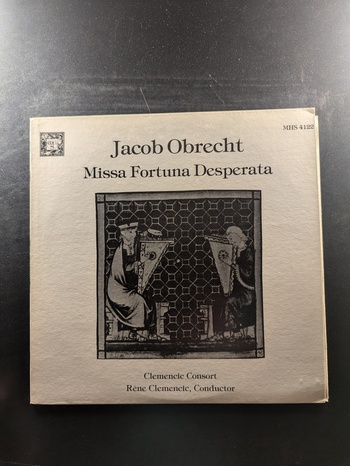 MHS 4122
Jacob Obrecht
Missa Fortuna Desperata
Clemencic Consort
René Clemencic, Conductor